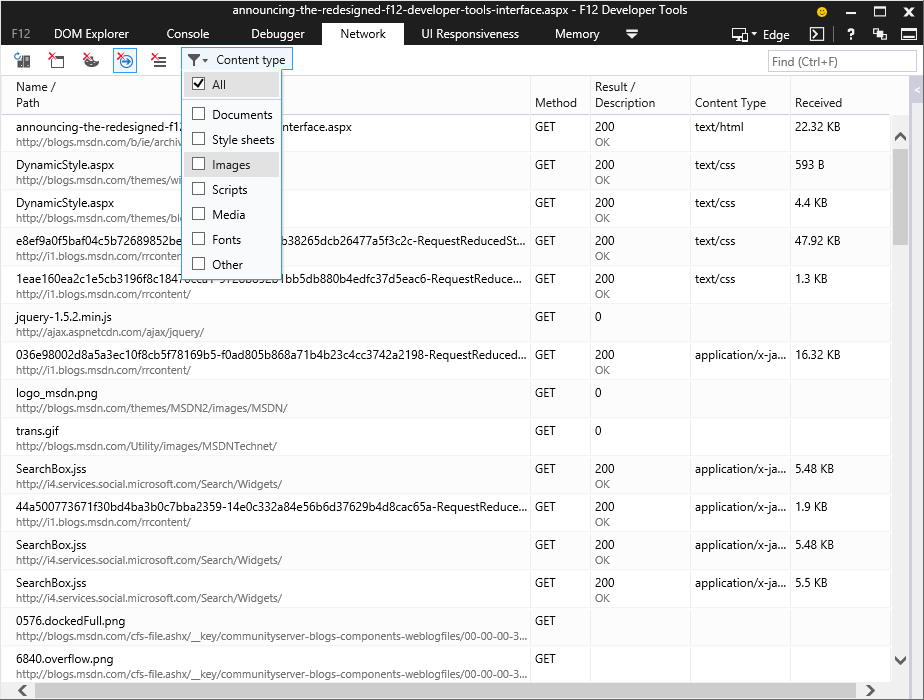 announcing-the-redesigned-f12-developer-tools-interface.aspx - F12 Developer Tools
F12 DOM Explorer Console Debugger Network UI Responsiveness Memory Edge ?
Content type
Find (Ctrl+F)
All
Documents
Style sheets
Images
Scripts
Media
Fonts
Other
Name /
Path
Method
Result /
Description
Content Type
Received
announcing-the-redesigned-f12 interface.aspx GET 200 text/html 22.32 KB
http://blogs.msdn.com/b/ie/archiv OK
DynamicStyle.aspx GET 200 text/css 593 B
http://blogs.msdn.com/themes/wi OK
DynamicStyle.aspx GET 200 text/css 4.4 KB
http://blogs.msdn.com/themes/blo OK
e8ef9a0f5baf04c5b72689852be b38265dcb26477a5f3c2c-RequestReducedSt... GET 200 text/css 47.92 KB
http://i1.blogs.msdn.com/rrcontent OK
GET 200 text/css 1.3 KB
http://i1.blogs.msdn.com/rrcontent/ OK
jquery-1.5.2.min.js GET 0
http://ajax.aspnetcdn.com/ajax/jquery/
036e98002d8a5a3ec10f8cb5f78169b5-f0ad805b868a71b4b23c4cc3742a2198-RequestReduced... GET 200 application/x-ja... 16.32 KB
http://i1.blogs.msdn.com/rrcontent/ OK
logo_msdn.png GET 0
http://blogs.msdn.com/themes/MSDN2/images/MSDN/
trans.gif GET 0
http://blogs.msdn.com/Utility/images/MSDNTechnet/
SearchBox.jss GET 200 application/x-ja... 5.48 KB
http://i4.services.social.microsoft.com/Search/Widgets/ OK
44a500773671f30bd4ba3b0c7bba2359-14e0c332a84e56b6d37629b4d8cac65a-RequestReduce... GET 200 application/x-ja... 1.9 KB
http://i1.blogs.msdn.com/rrcontent/ OK
SearchBox.jss GET 200 application/x-ja... 5.48 KB
http://i4.services.social.microsoft.com/Search/Widgets/ OK
SearchBox.jss GET 200 application/x-ja... 5.5 KB
http://i4.services.social.microsoft.com/Search/Widgets/ OK
0576.dockedFull.png GET
http://blogs.msdn.com/cfs-file.ashx/__key/communityserver-blogs-components-weblogfiles/00-00-00-3...
6840.overflow.png GET
http://blogs.msdn.com/cfs-file.ashx/__key/communityserver-blogs-components-weblogfiles/00-00-00-3...